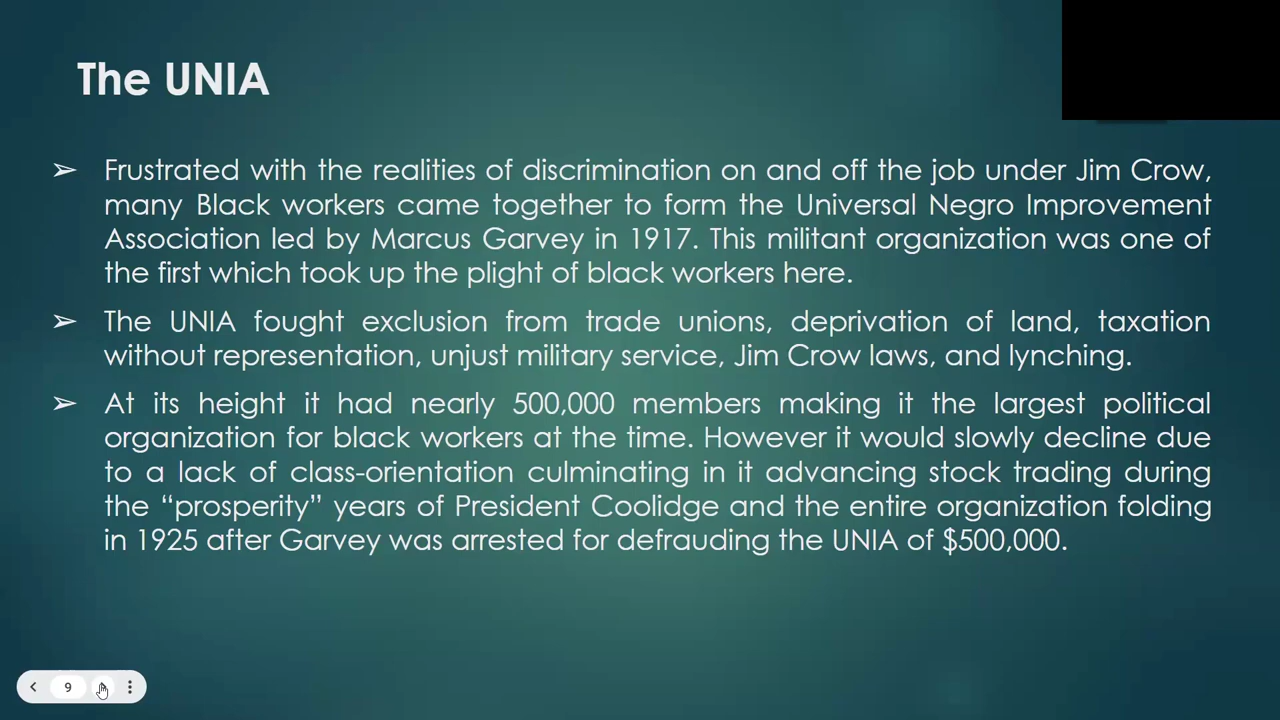 The UNIA
➢ Frustrated with the realities of discrimination on and off the job under Jim Crow,
many Black workers came together to form the Universal Negro Improvement
Association led by Marcus Garvey in 1917. This militant organization was one of
the first which took up the plight of black workers here.
➢ The UNIA fought exclusion from trade unions, deprivation of land, taxation
without representation, unjust military service, Jim Crow laws, and lynching.
➢ At its height it had nearly 500,000 members making it the largest political
organization for black workers at the time. However it would slowly decline due
to a lack of class-orientation culminating in it advancing stock trading during
the “prosperity” years of President Coolidge and the entire organization folding
in 1925 after Garvey was arrested for defrauding the UNIA of $500,000.
9